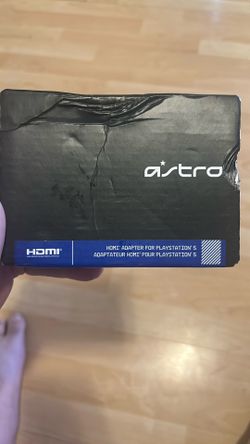 astro
HDMI®
HDMI® ADAPTER FOR PLAYSTATION®5
ADAPTATEUR HDMI® POUR PLAYSTATION®5